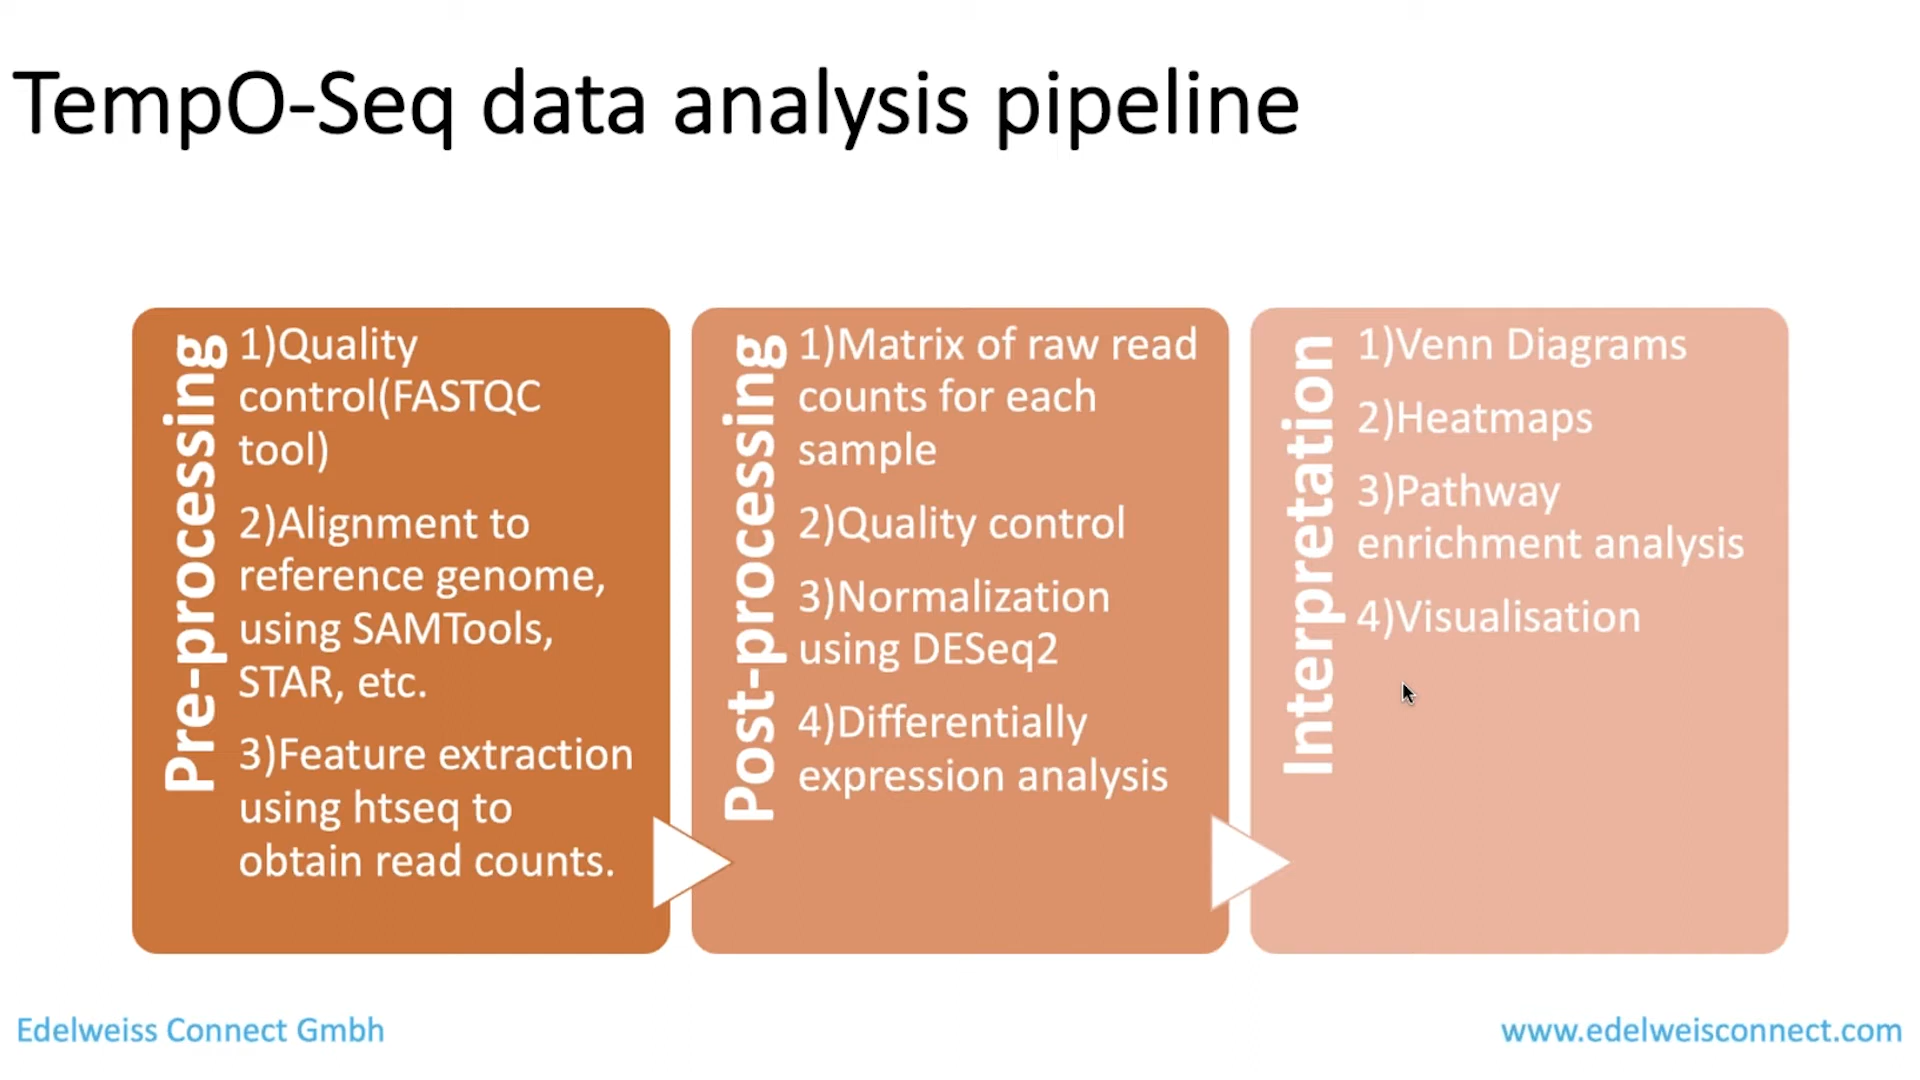 TempO-Seq data analysis pipeline
Pre-processing
1)Quality
control(FASTQC
tool)
2)Alignment to
reference genome,
using SAMTools,
STAR, etc.
3)Feature extraction
using htseq to
obtain read counts.
Post-processing
1)Matrix of raw read
counts for each
sample
2)Quality control
3)Normalization
using DESeq2
4)Differentially
expression analysis
Interpretation
1)Venn Diagrams
2)Heatmaps
3)Pathway
enrichment analysis
4)Visualisation
Edelweiss Connect Gmbh
www.edelweisconnect.com